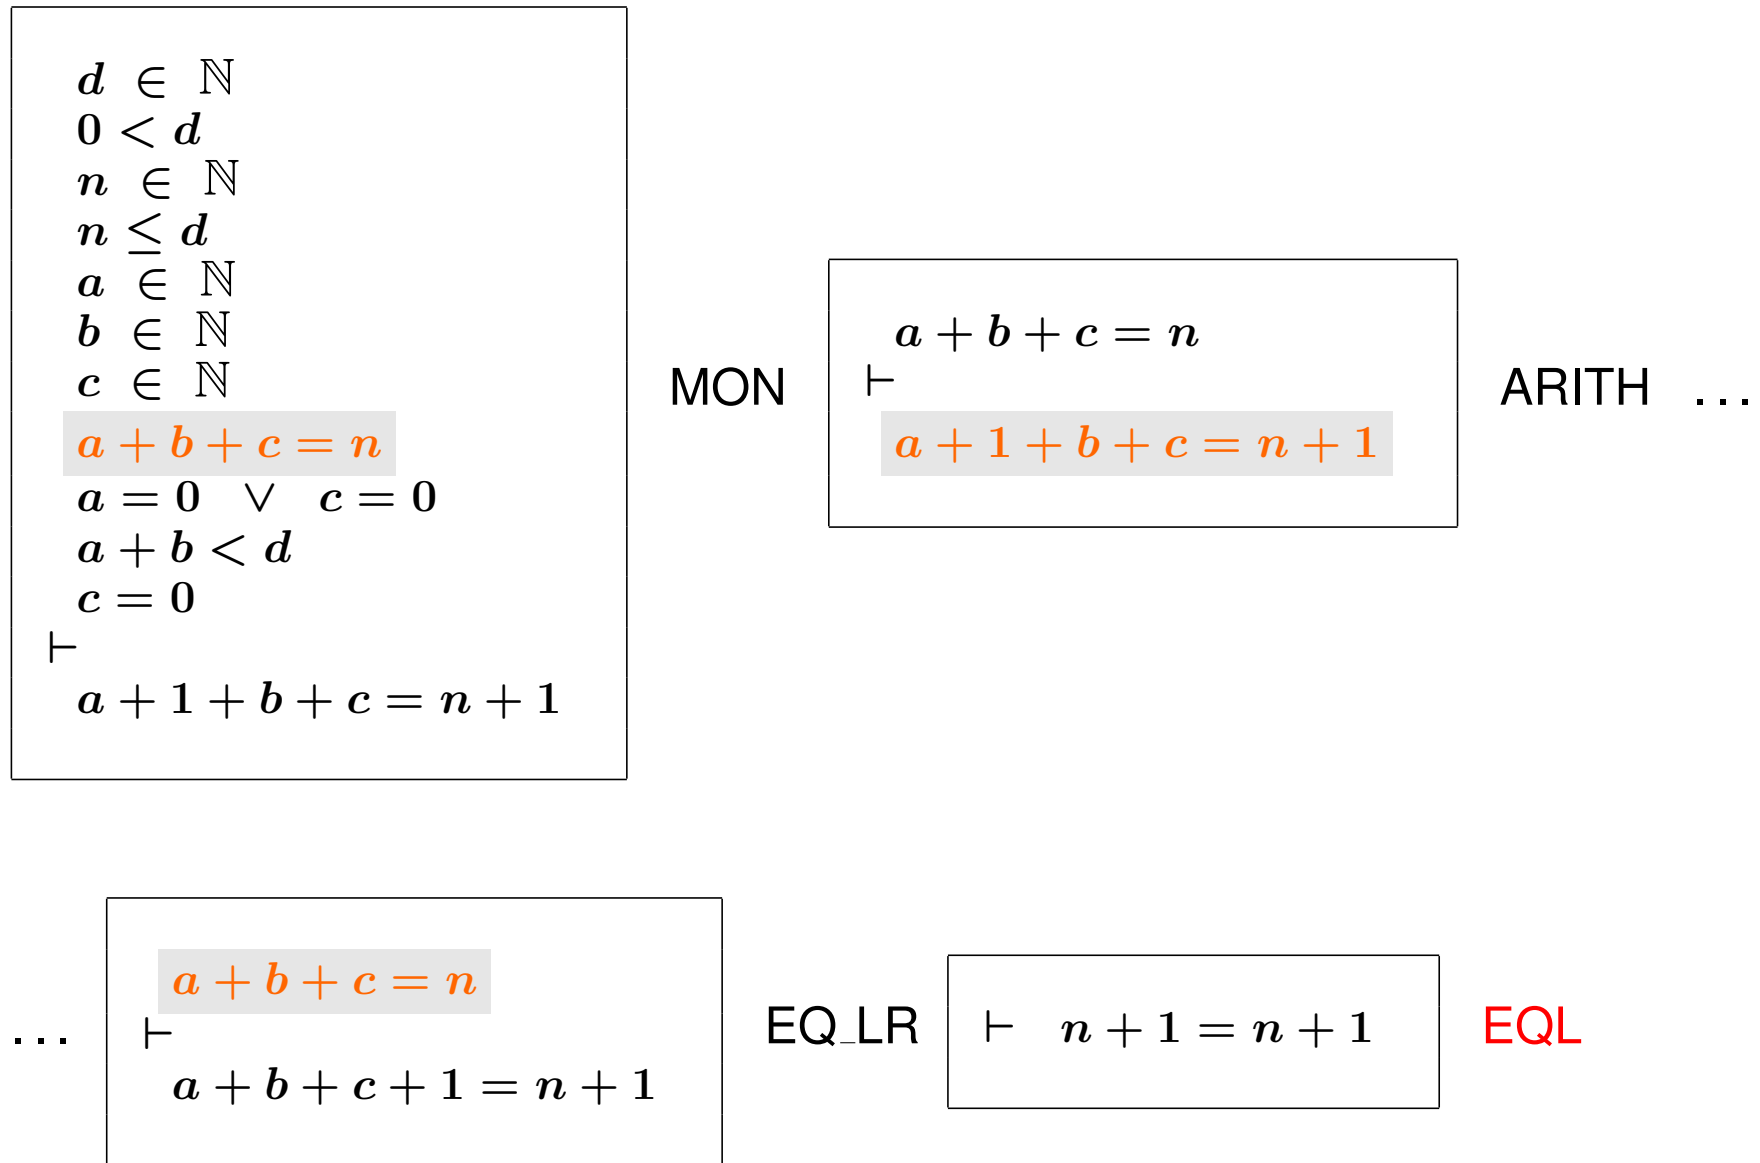 d ∈ ℕ
0 < d
n ∈ ℕ
n ≤ d
a ∈ ℕ
b ∈ ℕ
c ∈ ℕ
a + b + c = n
a = 0 ∨ c = 0
a + b < d
c = 0
⊢
a + 1 + b + c = n + 1
MON
a + b + c = n
⊢
a + 1 + b + c = n + 1
ARITH ...
...
a + b + c = n
⊢
a + b + c + 1 = n + 1
EQ_LR
⊢ n + 1 = n + 1
EQL